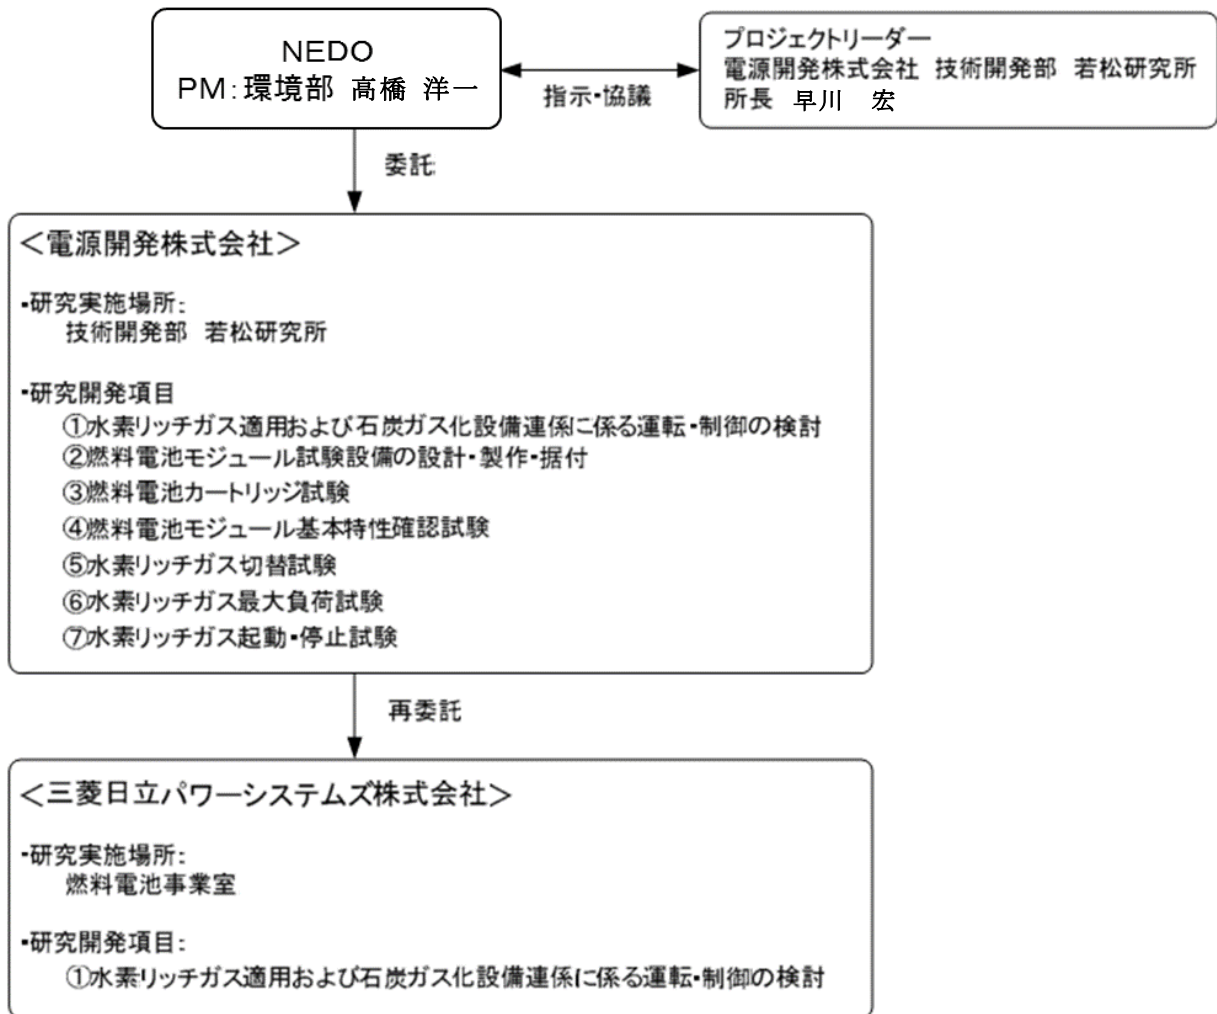 NEDO
PM:環境部 高橋 洋一
指示・協議
プロジェクトリーダー
電源開発株式会社 技術開発部 若松研究所
所長 早川 宏
委託
＜電源開発株式会社＞
・研究実施場所:
技術開発部 若松研究所
・研究開発項目
①水素リッチガス適用および石炭ガス化設備連係に係る運転・制御の検討
②燃料電池モジュール試験設備の設計・製作・据付
③燃料電池カートリッジ試験
④燃料電池モジュール基本特性確認試験
⑤水素リッチガス切替試験
⑥水素リッチガス最大負荷試験
⑦水素リッチガス起動・停止試験
再委託
＜三菱日立パワーシステムズ株式会社＞
・研究実施場所:
燃料電池事業室
・研究開発項目:
①水素リッチガス適用および石炭ガス化設備連係に係る運転・制御の検討